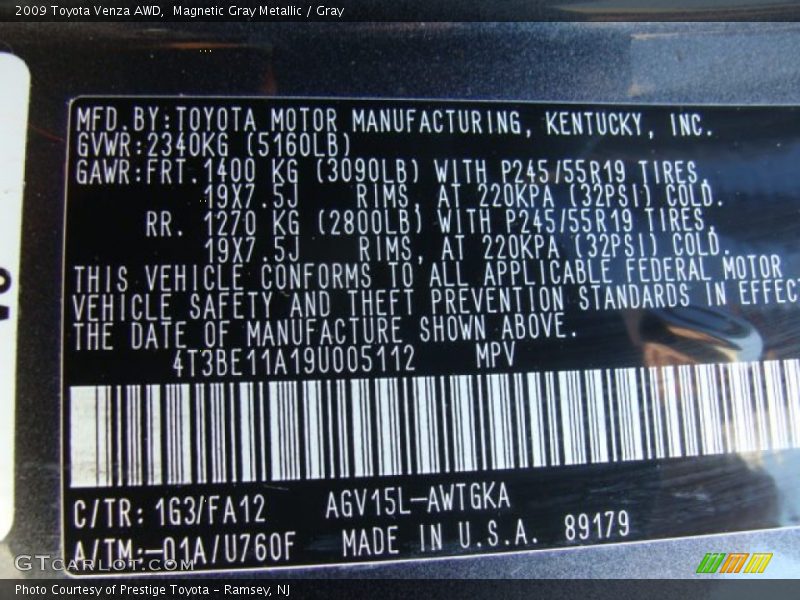 2009 Toyota Venza AWD,  Magnetic Gray Metallic / Gray
MFD.BY:TOYOTA MOTOR MANUFACTURING, KENTUCKY, INC.
GVWR:2340KG (5160LB)
GAWR:FRT.1400 KG (3090LB) WITH P245/55R19 TIRES,
19X7.5J RIMS, AT 220KPA (32PSI) COLD.
RR. 1270 KG (2800LB) WITH P245/55R19 TIRES,
19X7.5J RIMS, AT 220KPA (32PSI) COLD.
THIS VEHICLE CONFORMS TO ALL APPLICABLE FEDERAL MOTOR
VEHICLE SAFETY AND THEFT PREVENTION STANDARDS IN EFFECT
THE DATE OF MANUFACTURE SHOWN ABOVE.
4T3BE11A19U005112 MPV
C/TR: 1G3/FA12 AGV15L-AWTGKA
A/TM:-01A/U760F MADE IN U.S.A. 89179
GTCarLot.com
Photo Courtesy of Prestige Toyota - Ramsey, NJ